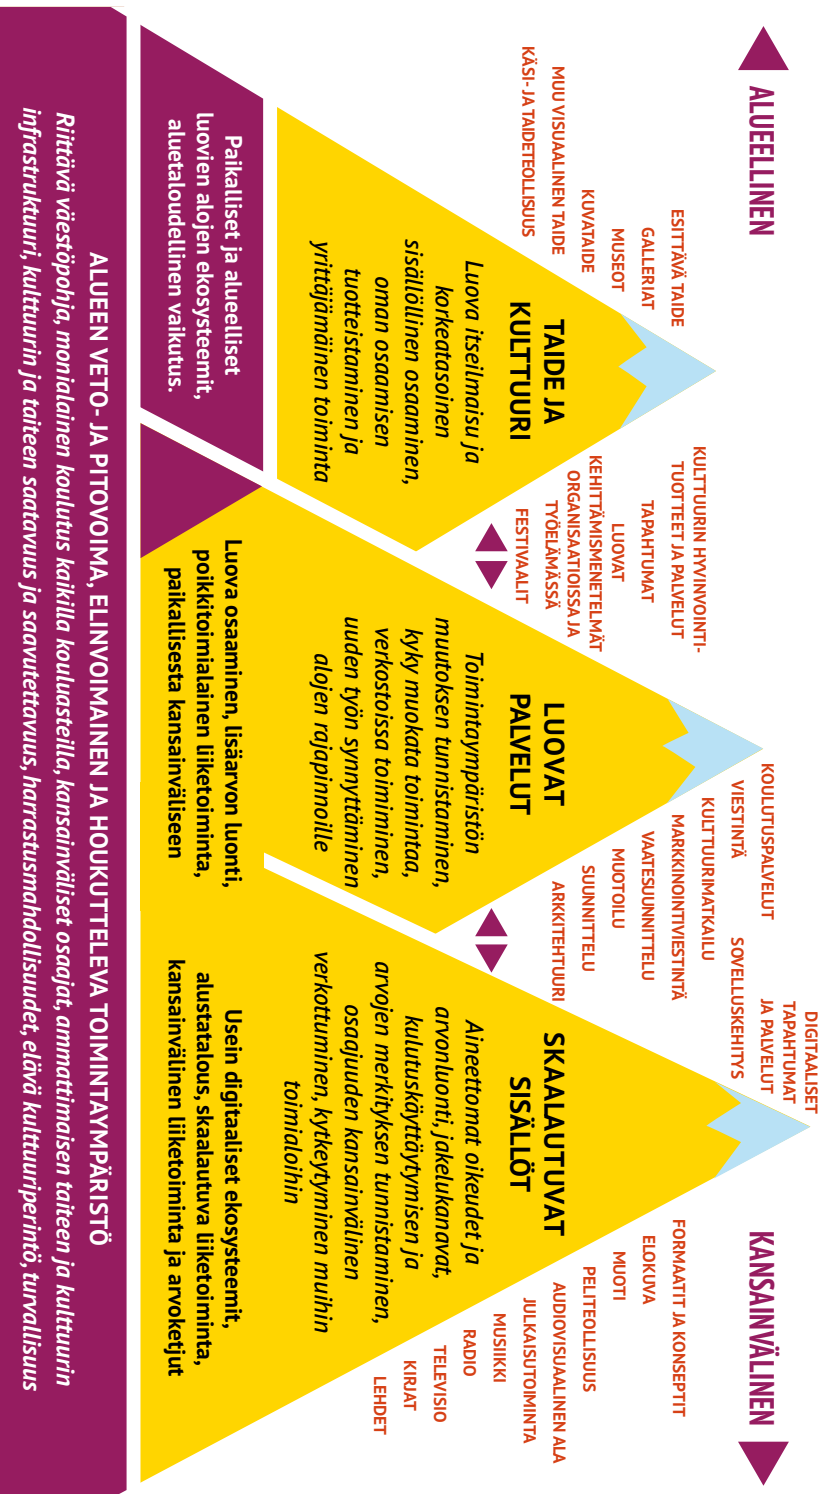 ALUEELLINEN
KANSAINVÄLINEN
ESITTÄVÄ TAIDE
GALLERIAT
MUSEOT
KUVATAIDE
MUU VISUAALINEN TAIDE
KÄSI- JA TAIDETEOLLISUUS
TAIDE JA
KULTTUURI
Luova itseilmaisu ja
korkeatasoinen
sisällöllinen osaaminen,
oman osaamisen
tuotteistaminen ja
yrittäjämäinen toiminta
Paikalliset ja alueelliset
luovien alojen ekosysteemit,
aluetaloudellinen vaikutus.
KULTTUURIN HYVINVOINTI-
TUOTTEET JA PALVELUT
TAPAHTUMAT
LUOVAT
KEHITTÄMISMENETELMÄT
ORGANISAATIOISSA JA
TYÖELÄMÄSSÄ
FESTIVAALIT
LUOVAT
PALVELUT
Toimintaympäristön
muutoksen tunnistaminen,
kyky muokata toimintaa,
verkostoissa toimiminen,
uuden työn synnyttäminen
alojen rajapinnoille
Luova osaaminen, lisäarvon luonti,
poikkitoimialainen liiketoiminta,
paikallisesta kansainväliseen
KOULUTUSPALVELUT
VIESTINTÄ
KULTTUURIMATKAILU
MARKKINOINTIVIESTINTÄ
VAATESUUNNITTELU
MUOTOILU
SUUNNITTELU
ARKKITEHTUURI
DIGITAALISET
TAPAHTUMAT
JA PALVELUT
SOVELLUSKEHITYS
SKAALAUTUVAT
SISÄLLÖT
Aineettomat oikeudet ja
arvonluonti, jakelukanavat,
kulutuskäyttäytymisen ja
arvojen merkityksen tunnistaminen,
osaajuuden kansainvälinen
verkottuminen, kytkeytyminen muihin
toimialoihin
Usein digitaaliset ekosysteemit,
alustatalous, skaalautuva liiketoiminta,
kansainvälinen liiketoiminta ja arvoketjut
FORMAATIT JA KONSEPTIT
ELOKUVA
MUOTI
PELITEOLLISUUS
AUDIOVISUAALINEN ALA
JULKAISUTOIMINTA
MUSIIKKI
RADIO
TELEVISIO
KIRJAT
LEHDET
ALUEEN VETO- JA PITOVOIMA, ELINVOIMAINEN JA HOUKUTTELEVA TOIMINTAYMPÄRISTÖ
Riittävä väestöpohja, monialainen koulutus kaikilla kouluasteilla, kansainväliset osaajat, ammattimaisen taiteen ja kulttuurin
infrastruktuuri, kulttuurin ja taiteen saatavuus ja saavutettavuus, harrastusmahdollisuudet, elävä kulttuuriperintö, turvallisuus